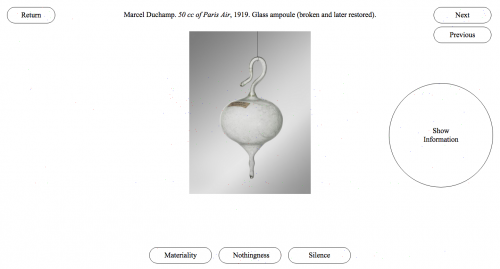 Return
Marcel Duchamp. 50 cc of Paris Air, 1919. Glass ampoule (broken and later restored).
Next
Previous
Show
Information
Materiality
Nothingness
Silence